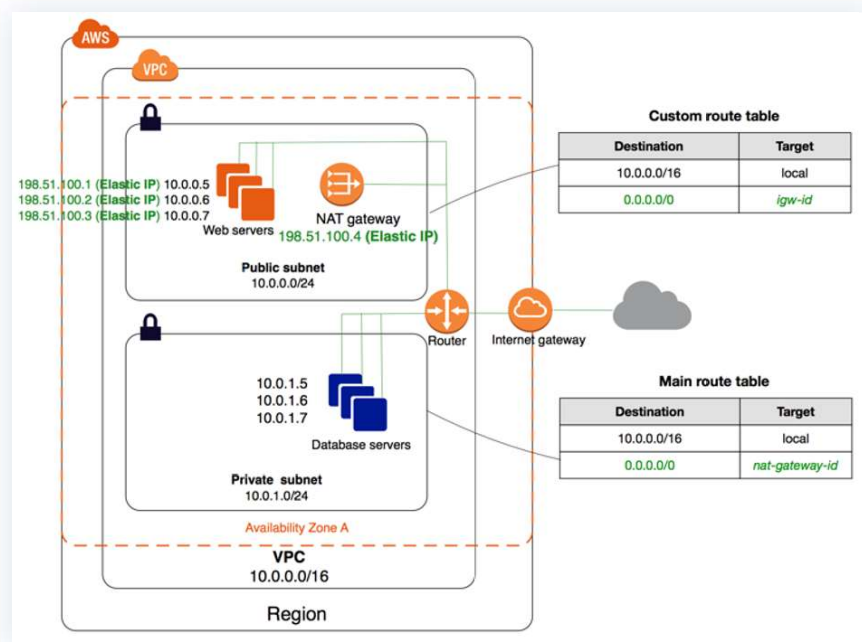 AWS
VPC
198.51.100.1 (Elastic IP) 10.0.0.5
198.51.100.2 (Elastic IP) 10.0.0.6
198.51.100.3 (Elastic IP) 10.0.0.7
Web servers
NAT gateway
198.51.100.4 (Elastic IP)
Public subnet
10.0.0.0/24
Custom route table
Destination Target
10.0.0.0/16 local
0.0.0.0/0 igw-id
Router
Internet gateway
10.0.1.5
10.0.1.6
10.0.1.7
Database servers
Private subnet
10.0.1.0/24
Main route table
Destination Target
10.0.0.0/16 local
0.0.0.0/0 nat-gateway-id
Availability Zone A
VPC
10.0.0.0/16
Region